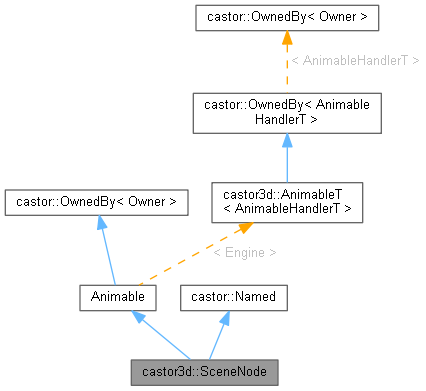 castor::OwnedBy< Owner >
< AnimableHandlerT >
castor::OwnedBy< Animable
HandlerT >
castor::OwnedBy< Owner >
castor3d::AnimableT
< AnimableHandlerT >
< Engine >
Animable
castor::Named
castor3d::SceneNode